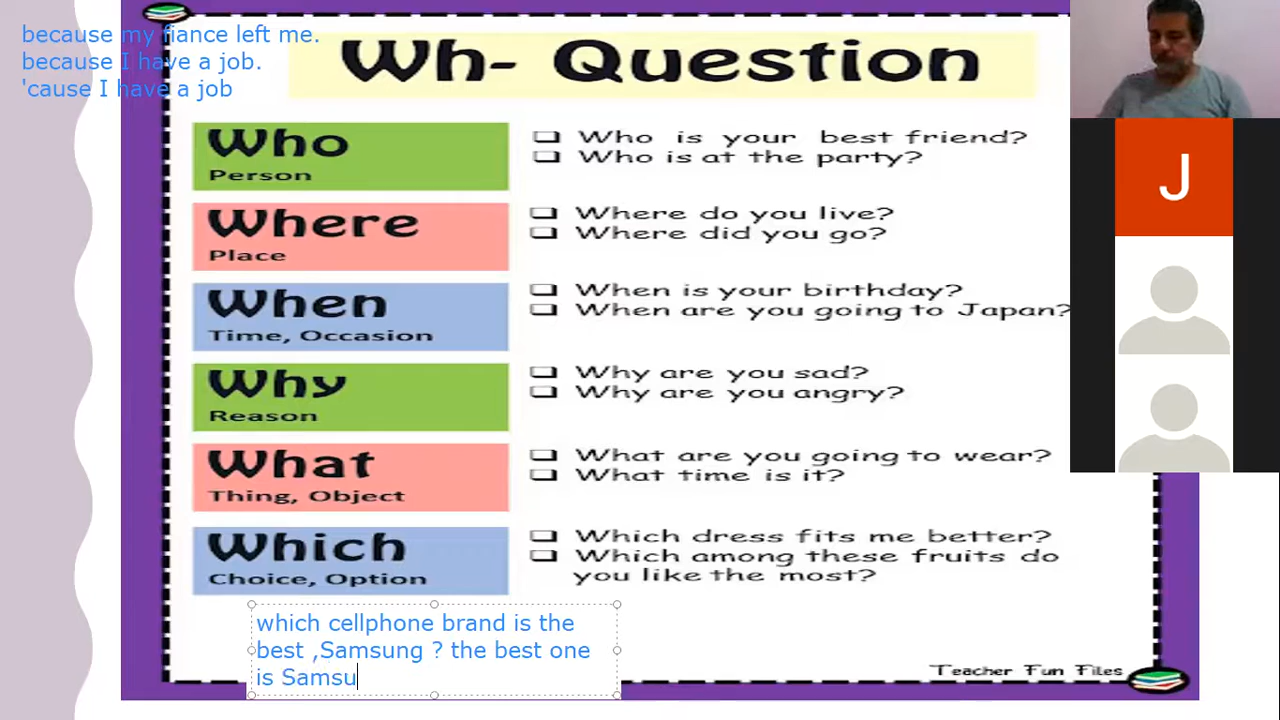 because my fiance left me.
because I have a job.
'cause I have a job
Wh- Question
Who
Person
Who is your best friend?
Who is at the party?
Where
Place
Where do you live?
Where did you go?
When
Time, Occasion
When is your birthday?
When are you going to Japan?
Why
Reason
Why are you sad?
Why are you angry?
What
Thing, Object
What are you going to wear?
What time is it?
Which
Choice, Option
Which dress fits me better?
Which among these fruits do
you like the most?
which cellphone brand is the
best ,Samsung ? the best one
is Samsu
Teacher Fun Files
J